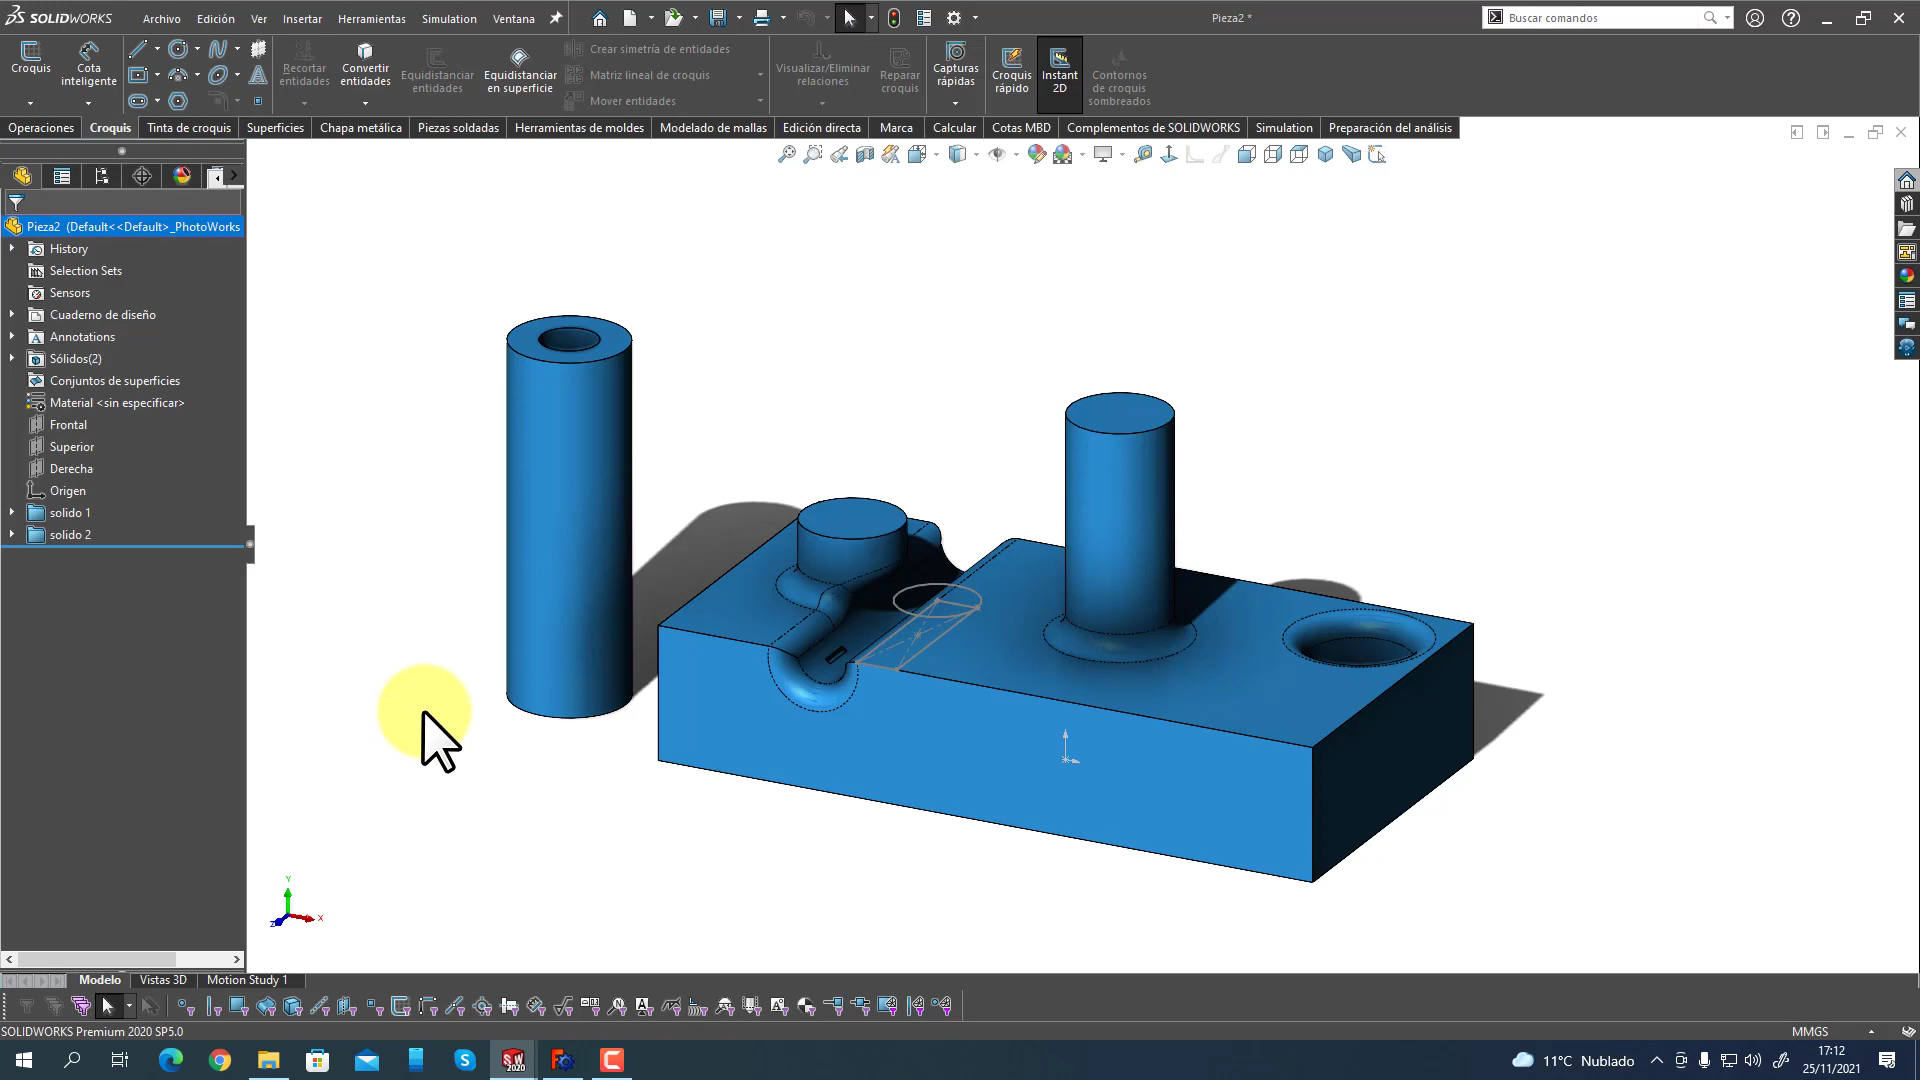 SOLIDWORKS
Archivo Edición Ver Insertar Herramientas Simulation Ventana
Pieza2 *
Buscar comandos
Croquis
Cota inteligente
Recortar entidades
Convertir entidades
Equidistanciar entidades
Equidistanciar en superficie
Crear simetría de entidades
Matriz lineal de croquis
Mover entidades
Visualizar/Eliminar relaciones
Reparar croquis
Capturas rápidas
Croquis rápido
Instant 2D
Contornos de croquis sombreados
Operaciones Croquis Tinta de croquis Superficies Chapa metálica Piezas soldadas Herramientas de moldes Modelado de mallas Edición directa Marca Calcular Cotas MBD Complementos de SOLIDWORKS Simulation Preparación del análisis
Pieza2 (Default<<Default>_PhotoWorks
History
Selection Sets
Sensors
Cuaderno de diseño
Annotations
Sólidos(2)
Conjuntos de superficies
Material <sin especificar>
Frontal
Superior
Derecha
Origen
solido 1
solido 2
Y
X
Z
Modelo Vistas 3D Motion Study 1
SOLIDWORKS Premium 2020 SP5.0
MMGS
11°C Nublado
17:12
25/11/2021